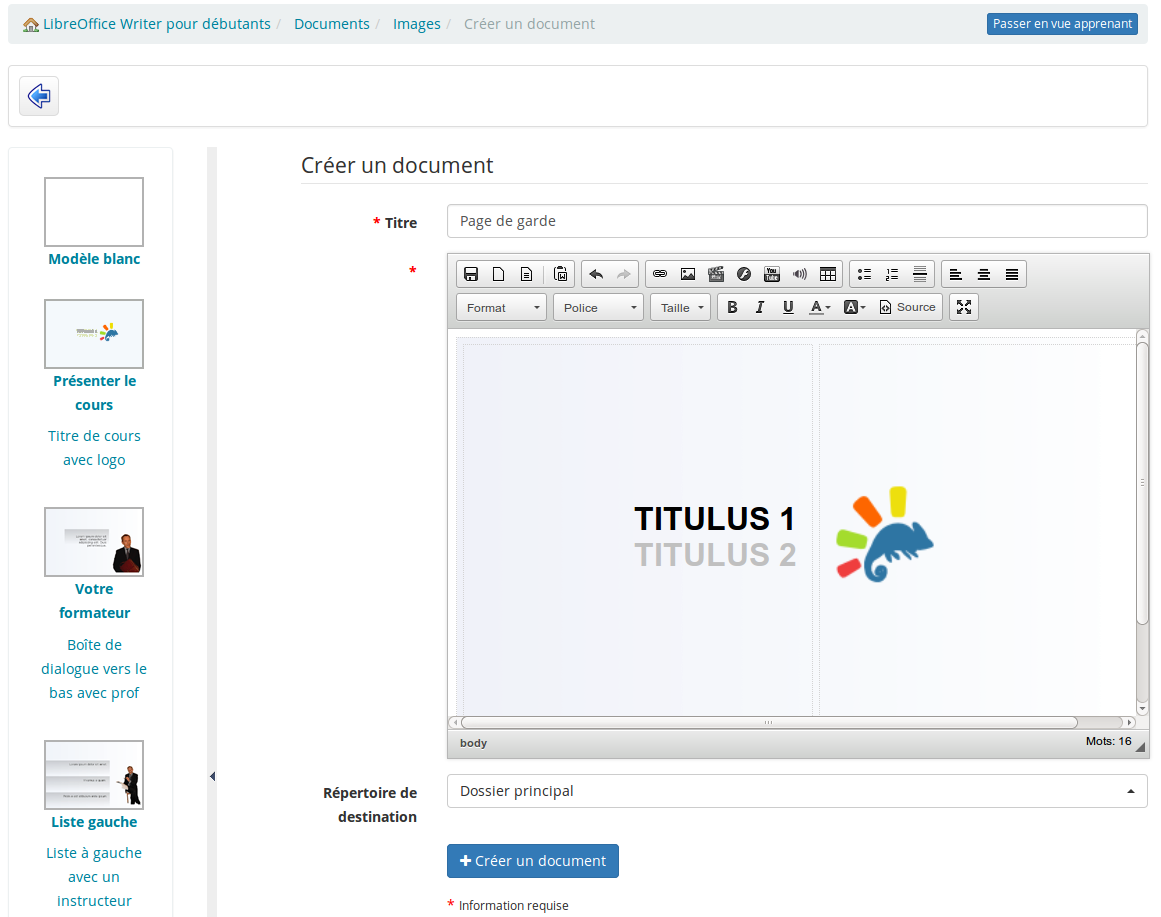 LibreOffice Writer pour débutants / Documents / Images / Créer un document
Passer en vue apprenant
Modèle blanc
Présenter le
cours
Titre de cours
avec logo
Votre
formateur
Boîte de
dialogue vers le
bas avec prof
Liste gauche
Liste à gauche
avec un
instructeur
Créer un document
* Titre
Page de garde
*
Format
Police
Taille
B I U A A Source
TITULUS 1
TITULUS 2
body
Mots: 16
Répertoire de
destination
Dossier principal
Créer un document
* Information requise